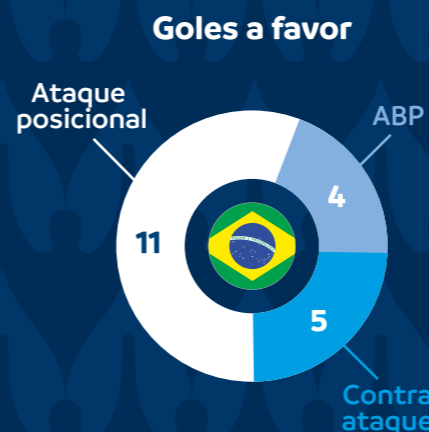 Goles a favor
Ataque
posicional
ABP
4
11
5
Contra
ataque